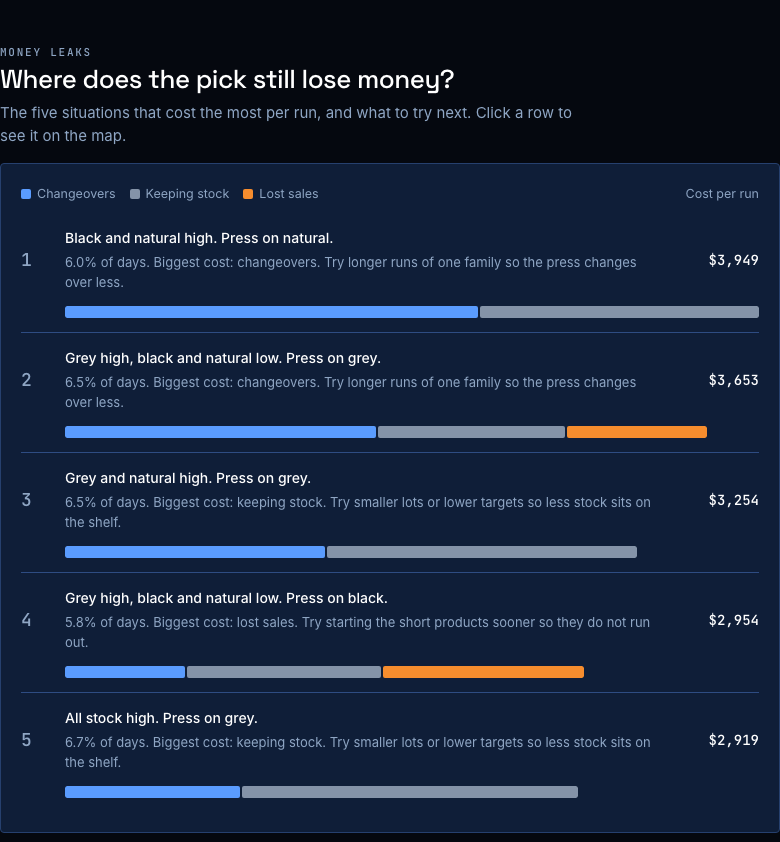 MONEY LEAKS
Where does the pick still lose money?
The five situations that cost the most per run, and what to try next. Click a row to
see it on the map.
Changeovers Keeping stock Lost sales Cost per run
Black and natural high. Press on natural.
1 6.0% of days. Biggest cost: changeovers. Try longer runs of one family so the press changes $3,949
over less.
Grey high, black and natural low. Press on grey.
2 6.5% of days. Biggest cost: changeovers. Try longer runs of one family so the press changes $3,653
over less.
Grey and natural high. Press on grey.
3 6.5% of days. Biggest cost: keeping stock. Try smaller lots or lower targets so less stock sits on $3,254
the shelf.
Grey high, black and natural low. Press on black.
4 5.8% of days. Biggest cost: lost sales. Try starting the short products sooner so they do not run $2,954
out.
All stock high. Press on grey.
5 6.7% of days. Biggest cost: keeping stock. Try smaller lots or lower targets so less stock sits on $2,919
the shelf.